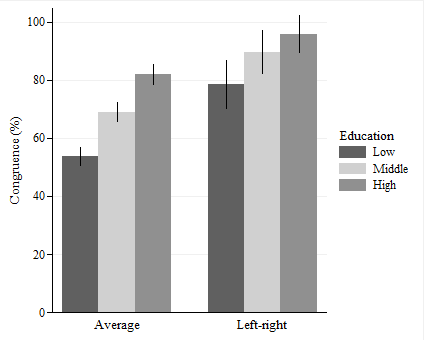 100
80
60
40
20
0
Congruence (%)
Average
Left-right
Education
Low
Middle
High